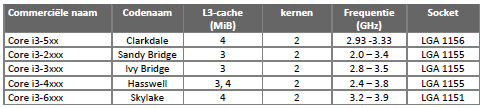 Commerciële naam Codenaam L3-cache (MiB) kernen Frequentie (GHz) Socket
Core i3-5xx Clarkdale 4 2 2.93 -3.33 LGA 1156
Core i3-2xxx Sandy Bridge 3 2 2.0 – 3.4 LGA 1155
Core i3-3xxx Ivy Bridge 3 2 2.8 – 3.5 LGA 1155
Core i3-4xxx Hasswell 3, 4 2 2.4 – 3.8 LGA 1155
Core i3-6xxx Skylake 4 2 3.2 – 3.9 LGA 1151